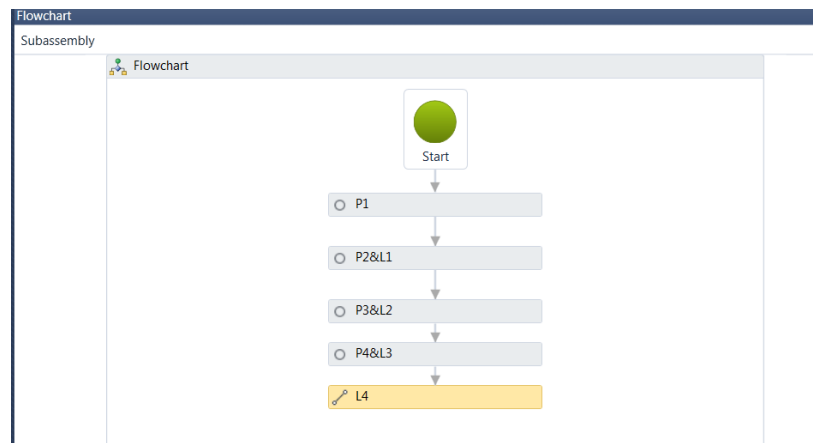 Flowchart
Subassembly
Flowchart
Start
P1
P2&L1
P3&L2
P4&L3
L4